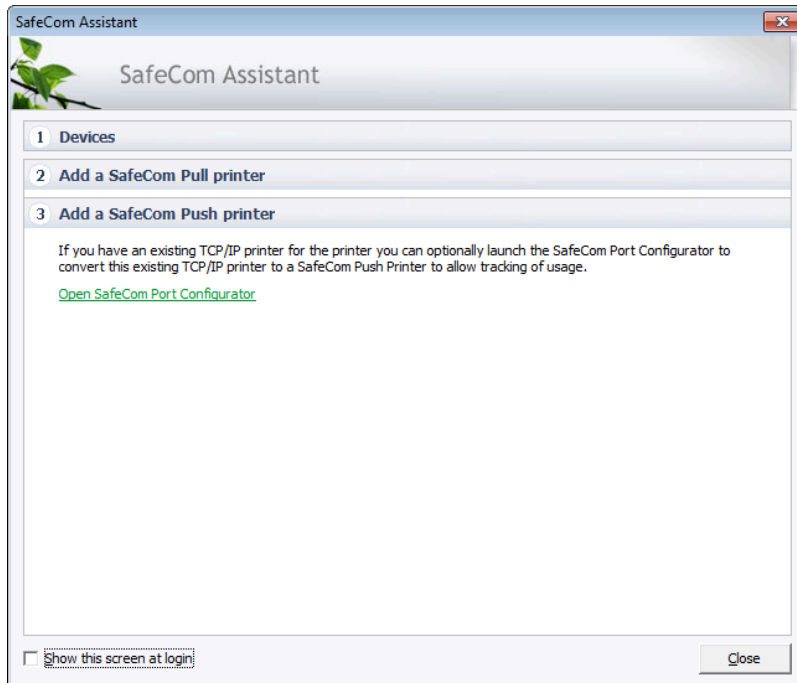 SafeCom Assistant
SafeCom Assistant
1 Devices
2 Add a SafeCom Pull printer
3 Add a SafeCom Push printer
If you have an existing TCP/IP printer for the printer you can optionally launch the SafeCom Port Configurator to
convert this existing TCP/IP printer to a SafeCom Push Printer to allow tracking of usage.
Open SafeCom Port Configurator
Show this screen at login
Close